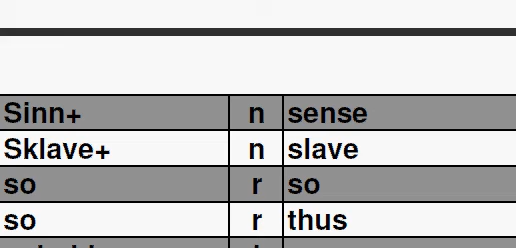 Sinn+ n sense
Sklave+ n slave
so r so
so r thus